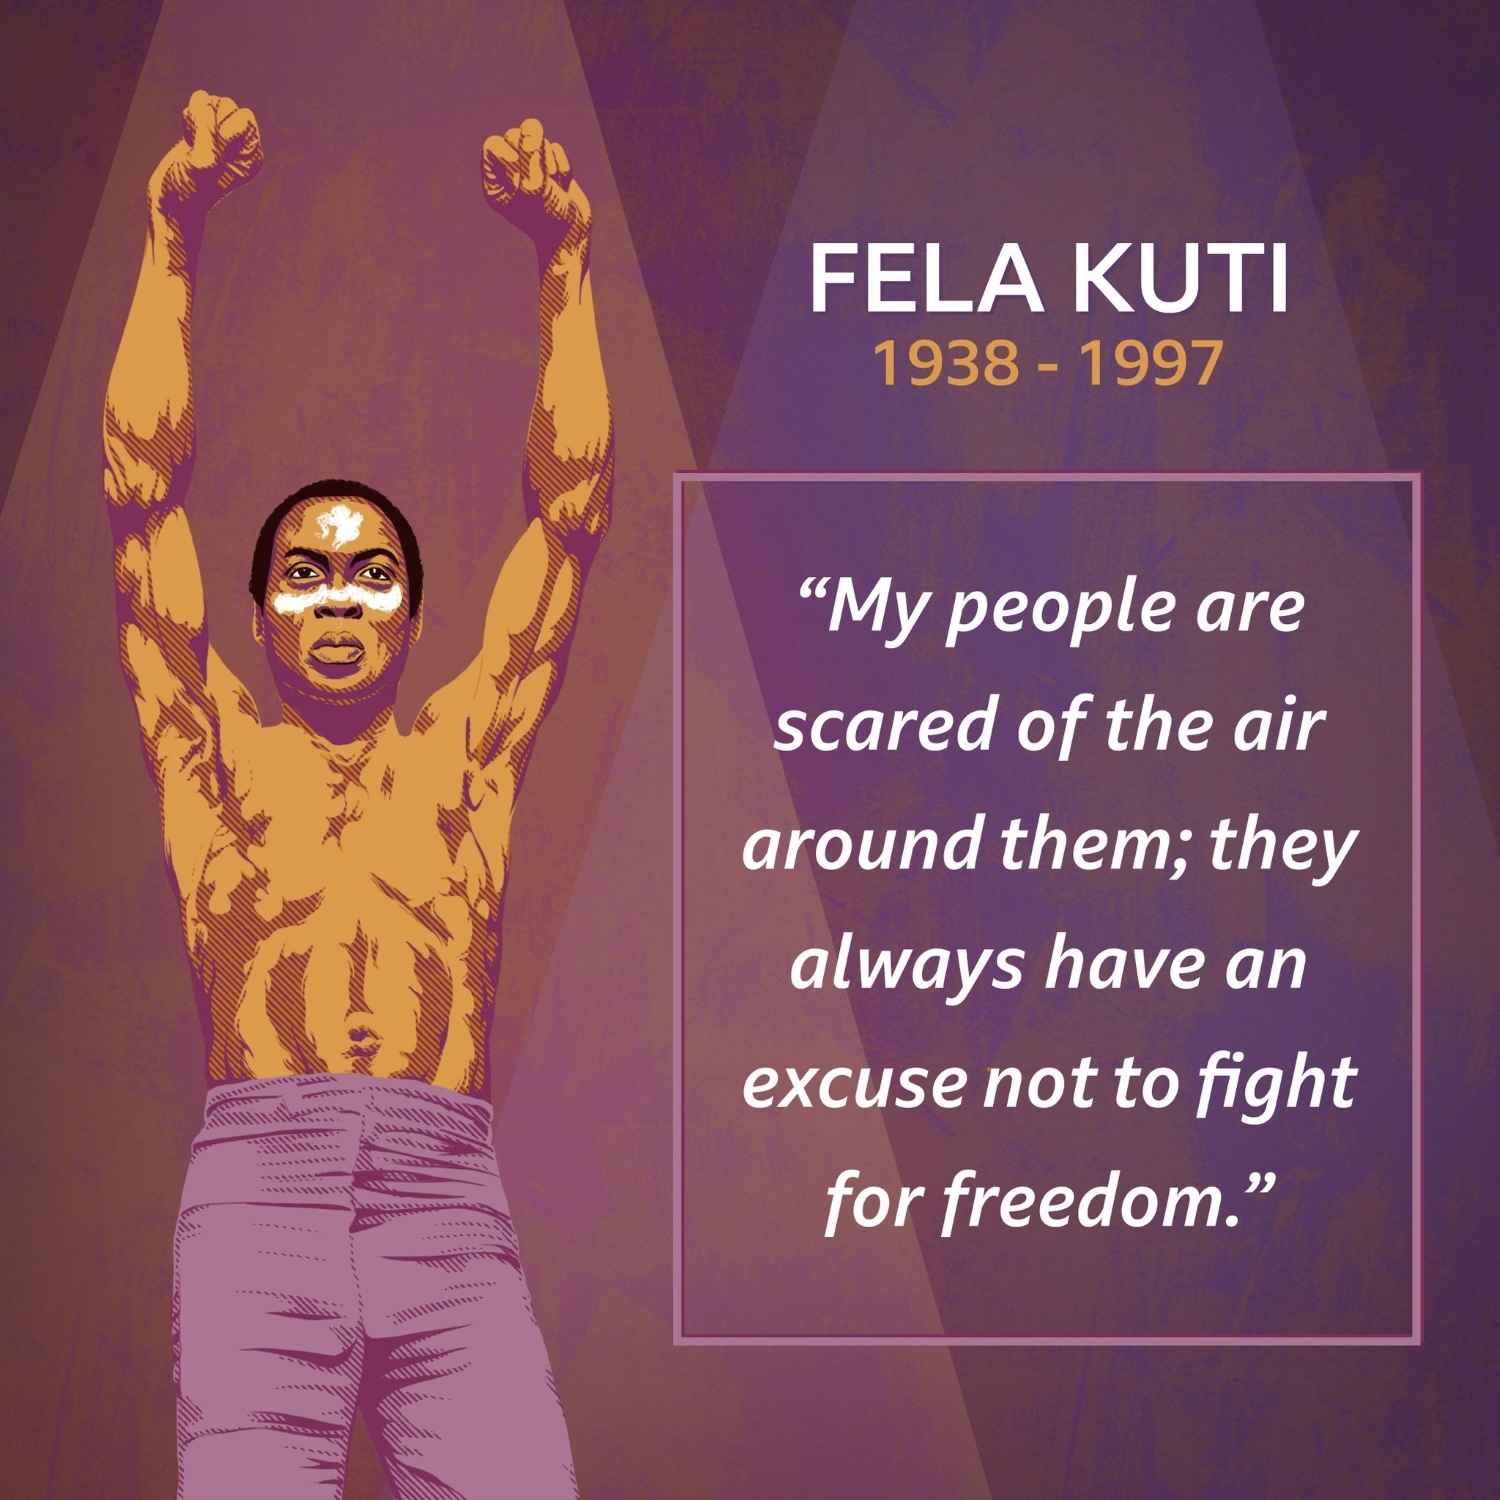 FELA KUTI
1938 - 1997
“My people are
scared of the air
around them; they
always have an
excuse not to fight
for freedom.”